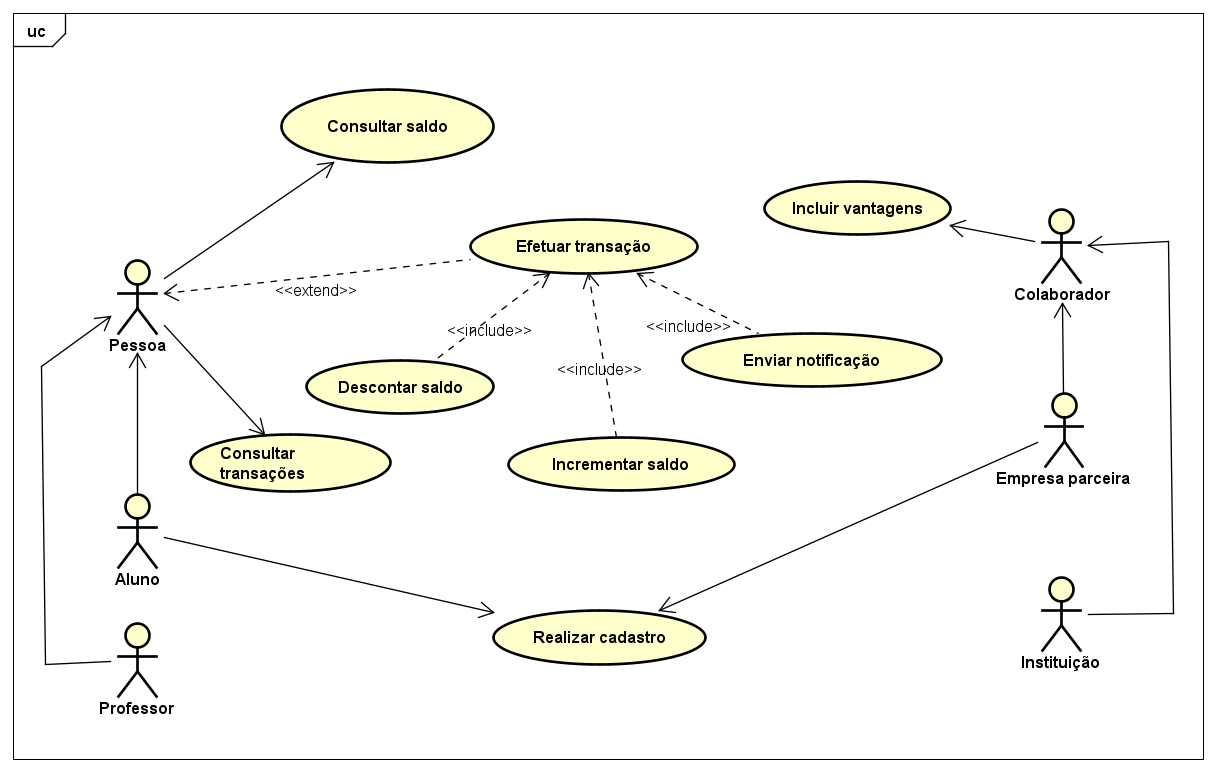 uc
Consultar saldo
Incluir vantagens
Efetuar transação
<<extend>>
Colaborador
<<include>>
<<include>>
Pessoa
Enviar notificação
<<include>>
Descontar saldo
Consultar
transações
Incrementar saldo
Empresa parceira
Aluno
Realizar cadastro
Instituição
Professor